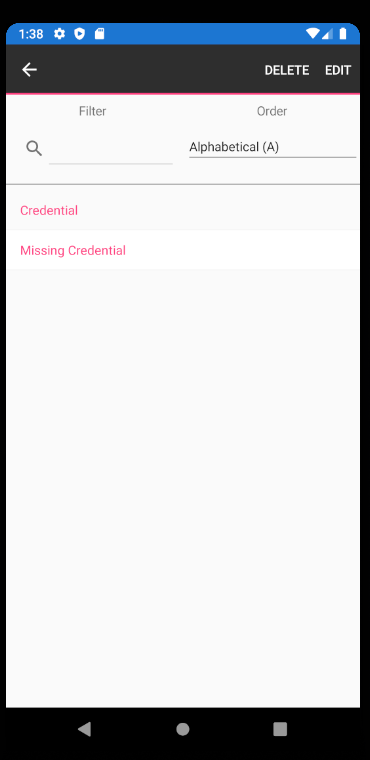 1:38
DELETE EDIT
Filter Order
Alphabetical (A)
Credential
Missing Credential